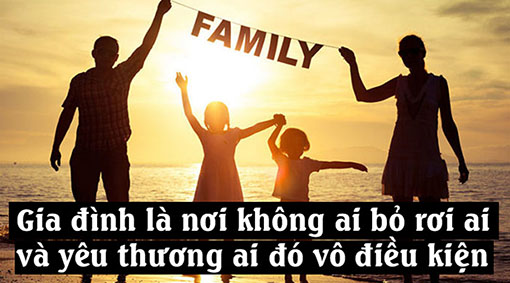 FAMILY
Gia đình là nơi không ai bỏ rơi ai
và yêu thương ai đó vô điều kiện